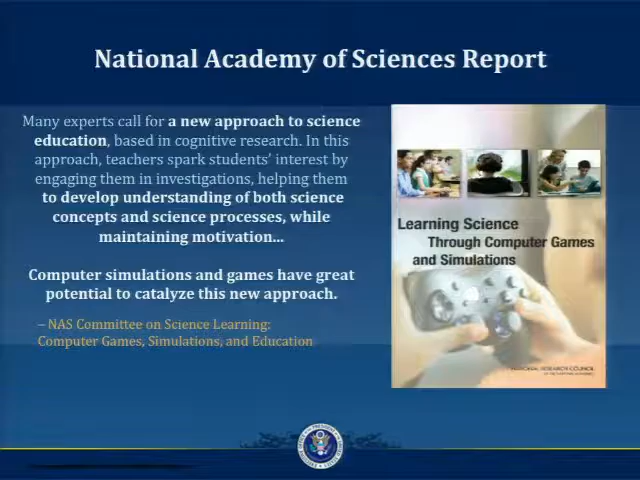 National Academy of Sciences Report
Many experts call for a new approach to science
education, based in cognitive research. In this
approach, teachers spark students' interest by
engaging them in investigations, helping them
to develop understanding of both science
concepts and science processes, while
maintaining motivation...
Computer simulations and games have great
potential to catalyze this new approach.
– NAS Committee on Science Learning:
Computer Games, Simulations, and Education
Learning Science
Through Computer Games
and Simulations
NATIONAL RESEARCH COUNCIL